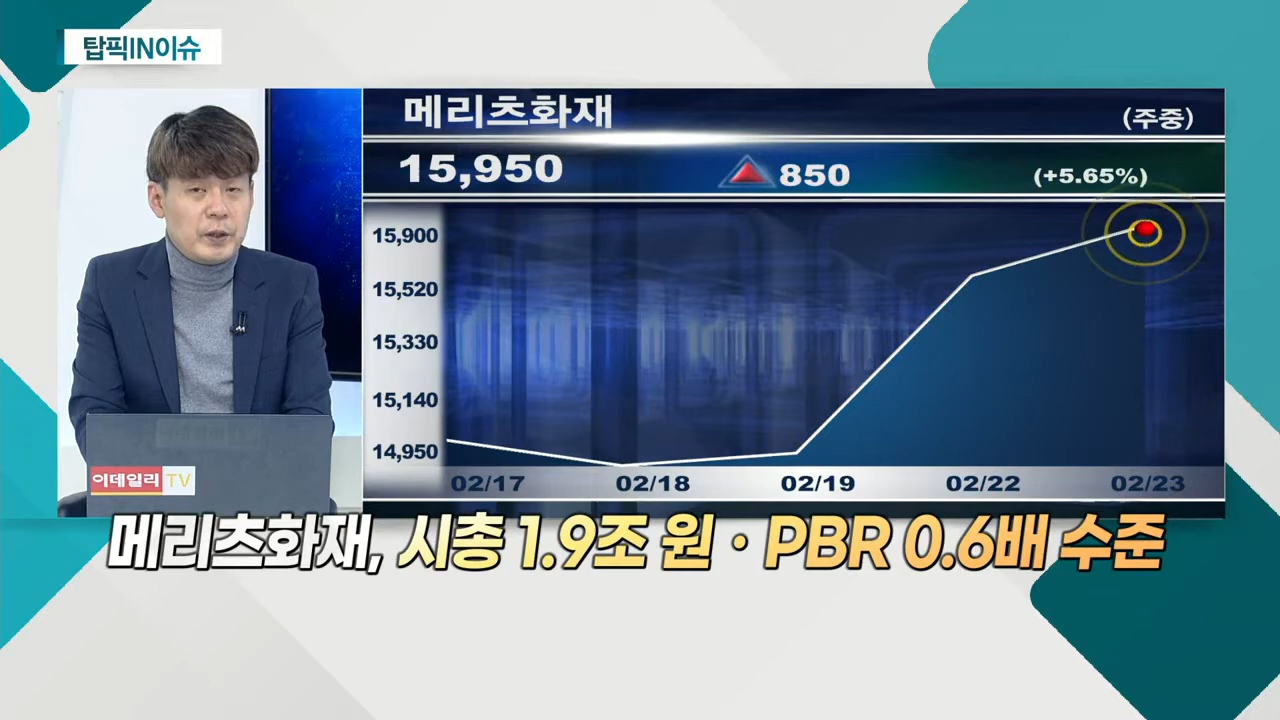 탑픽IN이슈
메리츠화재 (주중)
15,950 850 (+5.65%)
15,900
15,520
15,330
15,140
14,950
02/17 02/18 02/19 02/22 02/23
이데일리TV
메리츠화재, 시총 1.9조 원·PBR 0.6배 수준